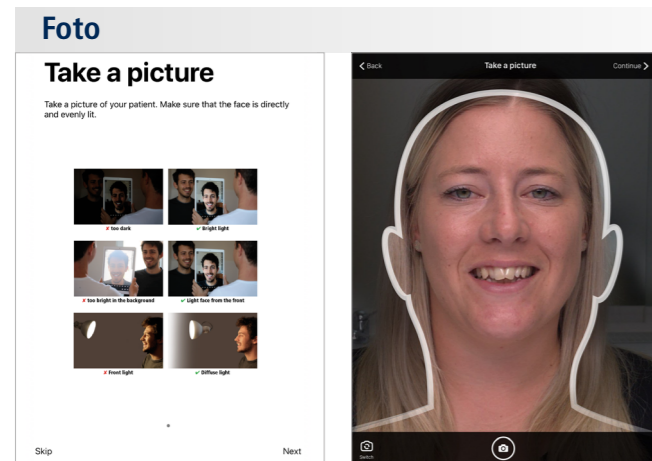 Foto
Take a picture
Take a picture of your patient. Make sure that the face is directly
and evenly lit.
✗ too dark
✓ Bright light
✗ too bright in the background
✓ Light face from the front
✗ Front light
✓ Diffuse light
Skip
Next
Back
Take a picture
Continue
Switch